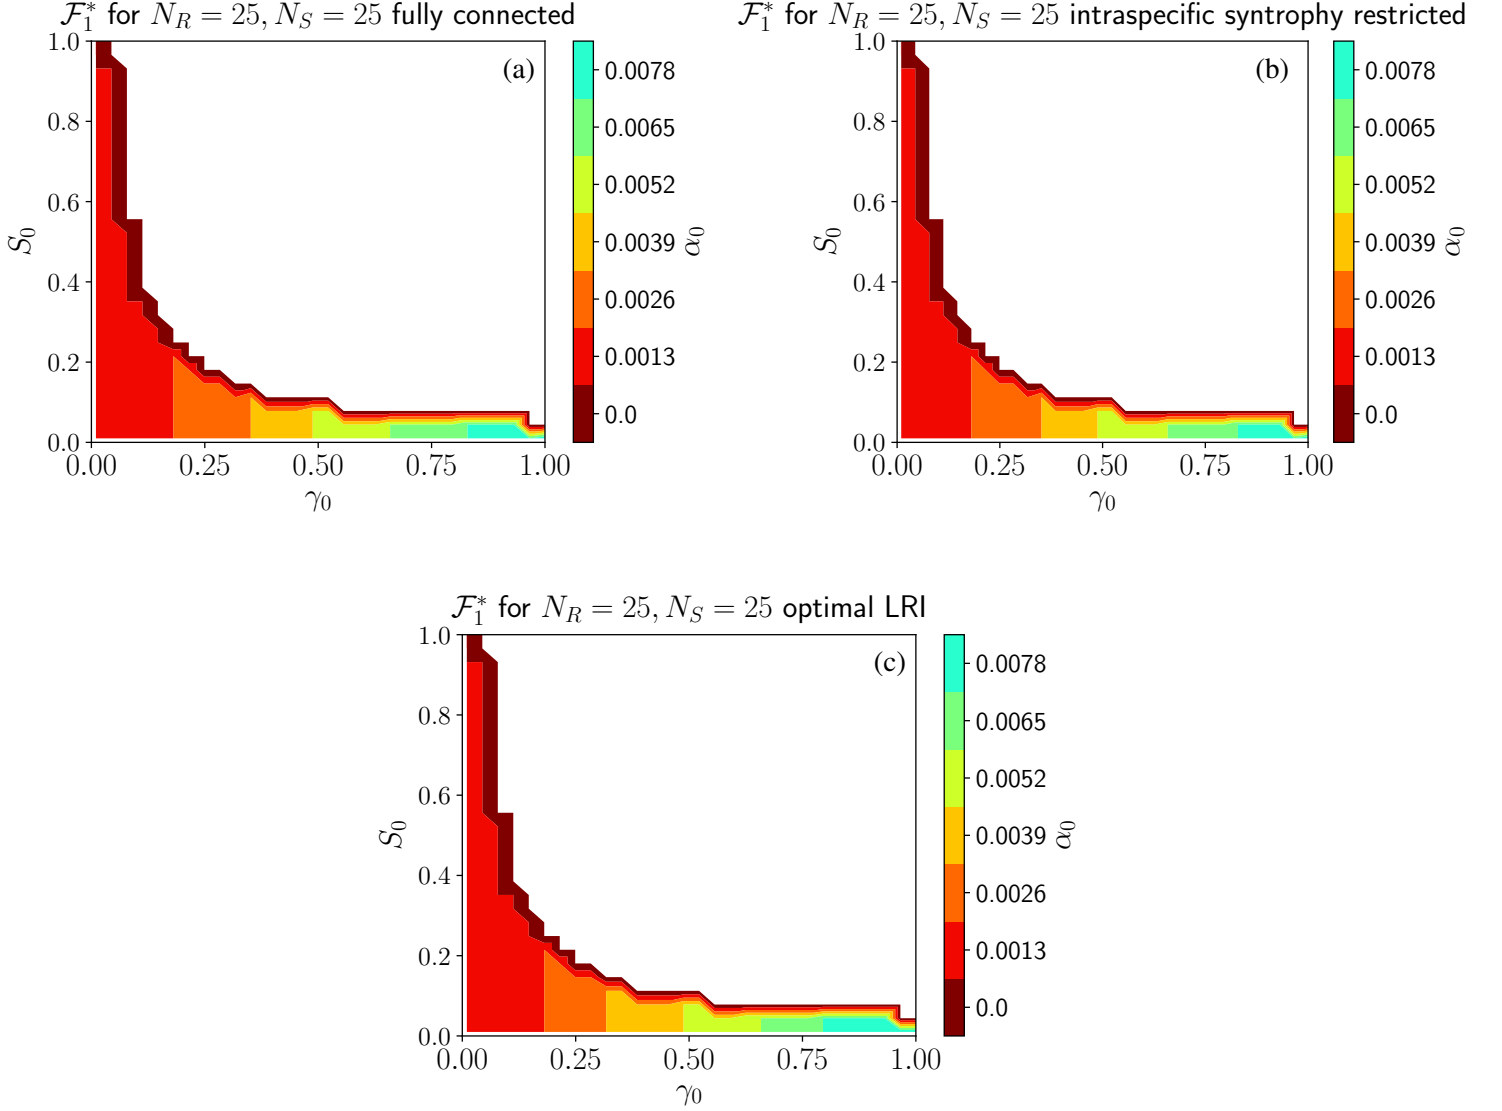 𝓕₁* for N_R = 25, N_S = 25 fully connected
(a)
1.0
0.8
0.6
0.4
0.2
0.0
S₀
0.00 0.25 0.50 0.75 1.00
γ₀
0.0078
0.0065
0.0052
0.0039
0.0026
0.0013
0.0
α₀
𝓕₁* for N_R = 25, N_S = 25 intraspecific syntrophy restricted
(b)
1.0
0.8
0.6
0.4
0.2
0.0
S₀
0.00 0.25 0.50 0.75 1.00
γ₀
0.0078
0.0065
0.0052
0.0039
0.0026
0.0013
0.0
α₀
𝓕₁* for N_R = 25, N_S = 25 optimal LRI
(c)
1.0
0.8
0.6
0.4
0.2
0.0
S₀
0.00 0.25 0.50 0.75 1.00
γ₀
0.0078
0.0065
0.0052
0.0039
0.0026
0.0013
0.0
α₀